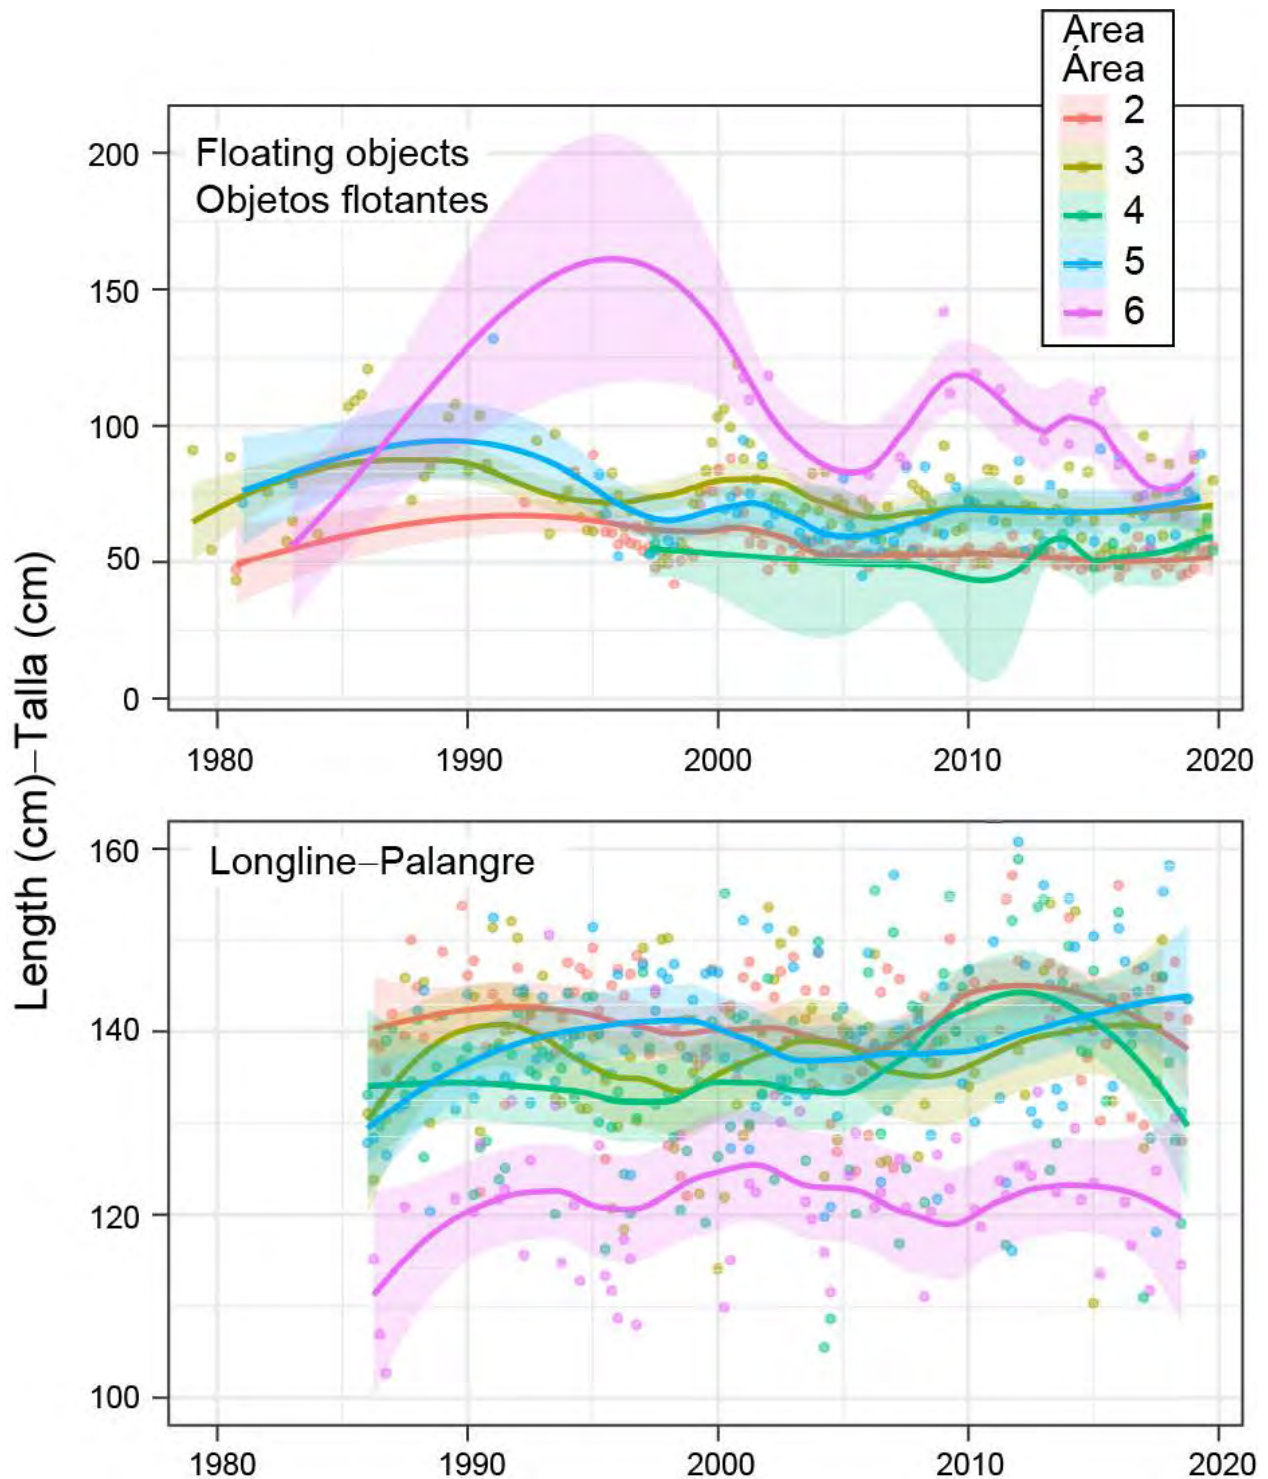 Area
Área
2
3
4
5
6
Floating objects
Objetos flotantes
200
150
100
50
0
1980 1990 2000 2010 2020
Length (cm)–Talla (cm)
Longline–Palangre
160
140
120
100
1980 1990 2000 2010 2020